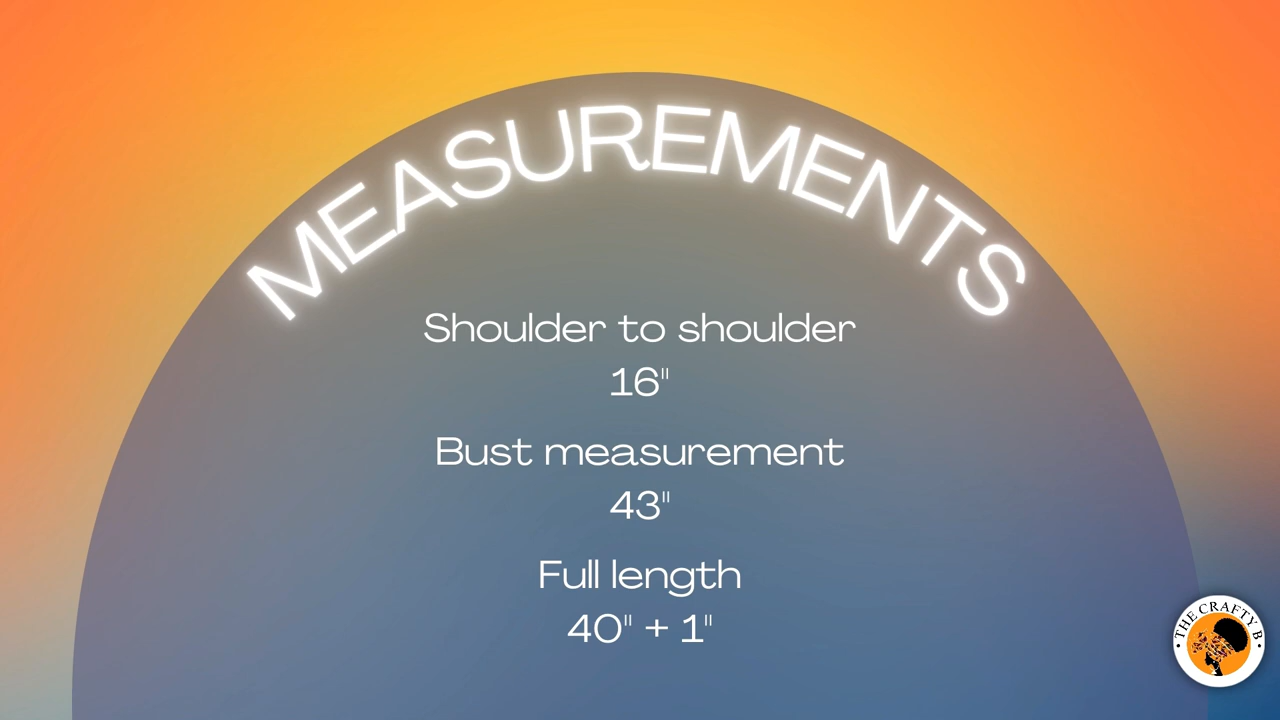 MEASUREMENTS
Shoulder to shoulder
16"
Bust measurement
43"
Full length
40" + 1"
• THE CRAFTY B •